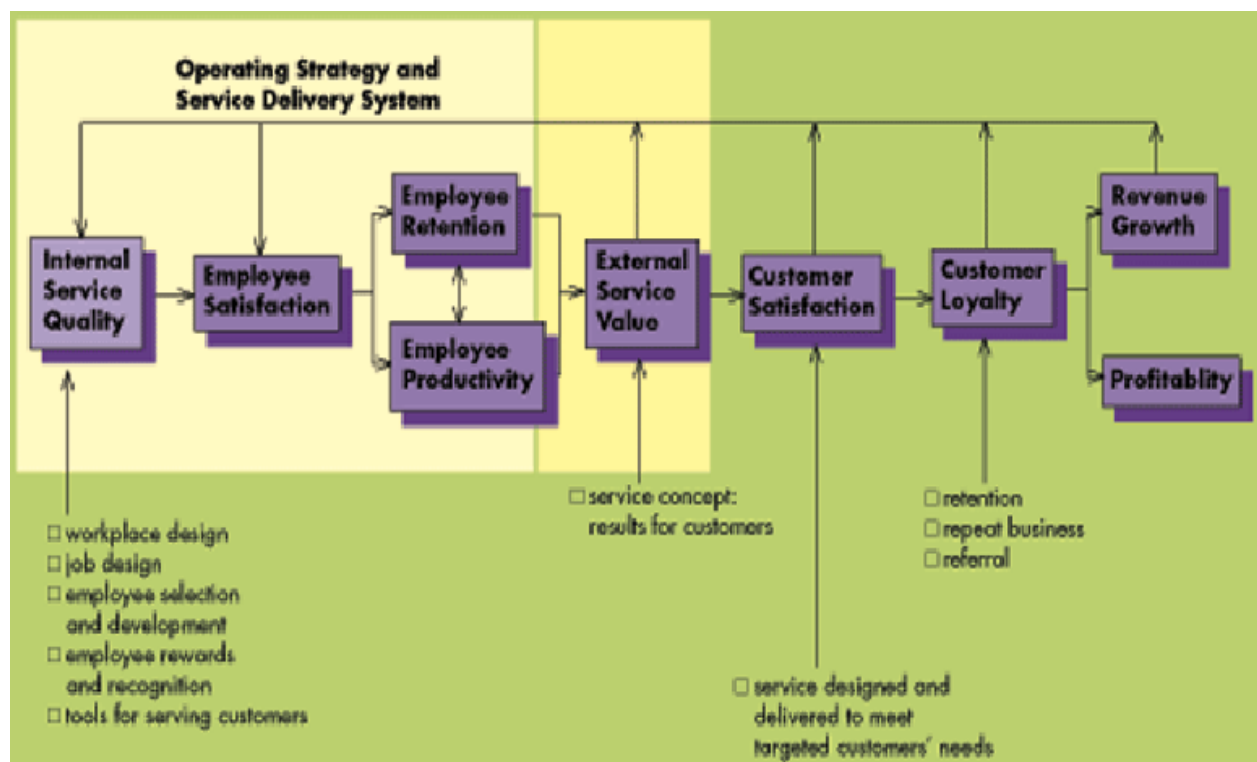 Operating Strategy and
Service Delivery System
Internal
Service
Quality
Employee
Satisfaction
Employee
Retention
Employee
Productivity
External
Service
Value
Customer
Satisfaction
Customer
Loyalty
Revenue
Growth
Profitablity
□ workplace design
□ job design
□ employee selection
and development
□ employee rewards
and recognition
□ tools for serving customers
□ service concept:
results for customers
□ service designed and
delivered to meet
targeted customers' needs
□ retention
□ repeat business
□ referral